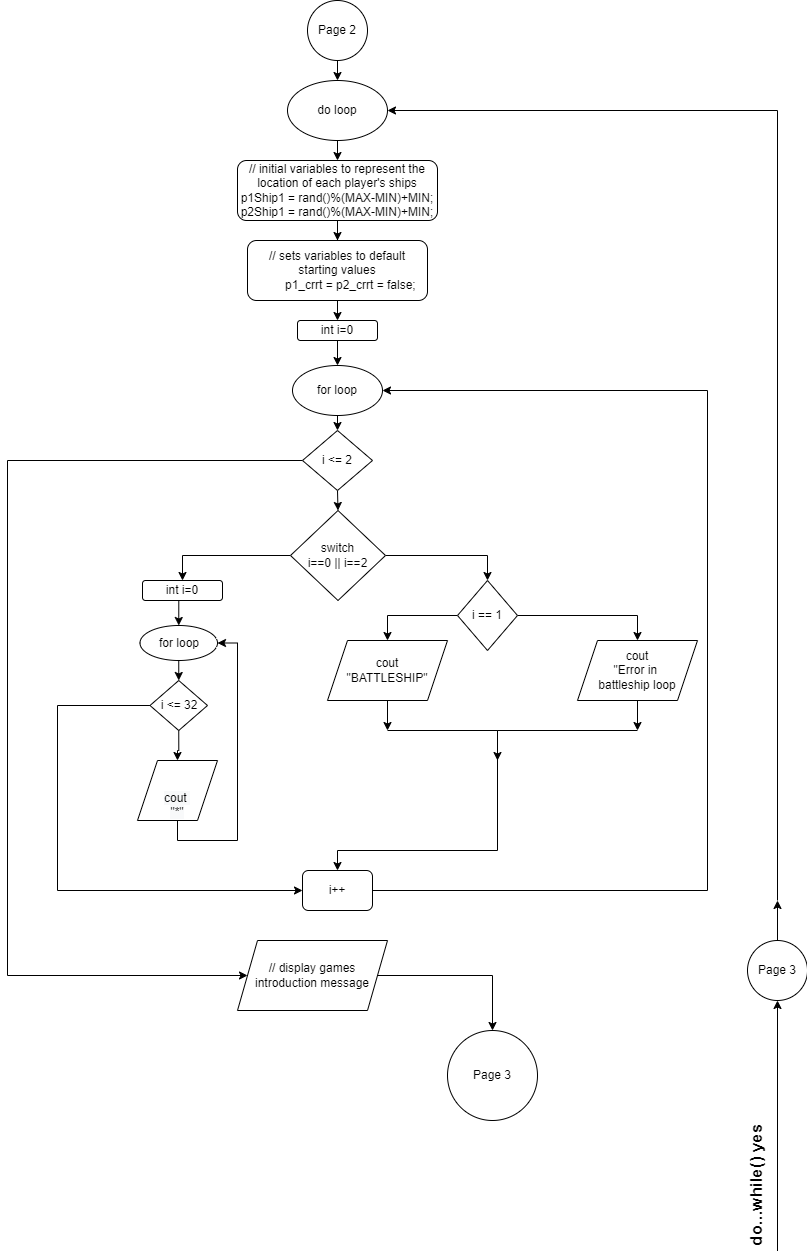 Page 2
do loop
// initial variables to represent the
location of each player's ships
p1Ship1 = rand()%(MAX-MIN)+MIN;
p2Ship1 = rand()%(MAX-MIN)+MIN;
// sets variables to default
starting values
p1_crrt = p2_crrt = false;
int i=0
for loop
i <= 2
switch
i==0 || i==2
int i=0
for loop
i <= 32
cout
"*"
i == 1
cout
"BATTLESHIP"
cout
"Error in
battleship loop
i++
// display games
introduction message
Page 3
Page 3
do...while() yes